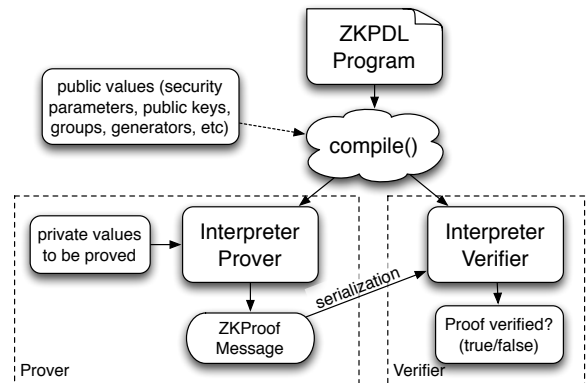 ZKPDL
Program
public values (security
parameters, public keys,
groups, generators, etc)
compile()
private values
to be proved
Interpreter
Prover
Interpreter
Verifier
serialization
ZKProof
Message
Proof verified?
(true/false)
Prover
Verifier